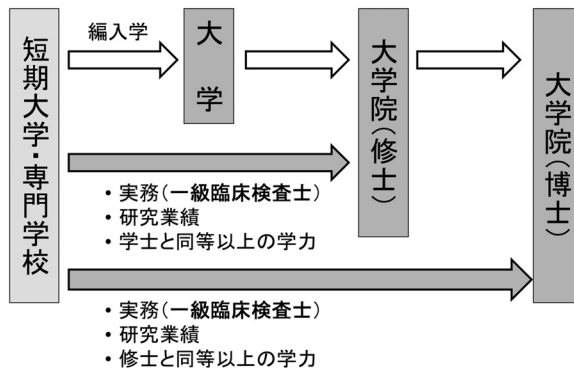 短期大学・専門学校
編入学
大学
大学院(修士)
大学院(博士)
・実務(一級臨床検査士)
・研究業績
・学士と同等以上の学力
・実務(一級臨床検査士)
・研究業績
・修士と同等以上の学力